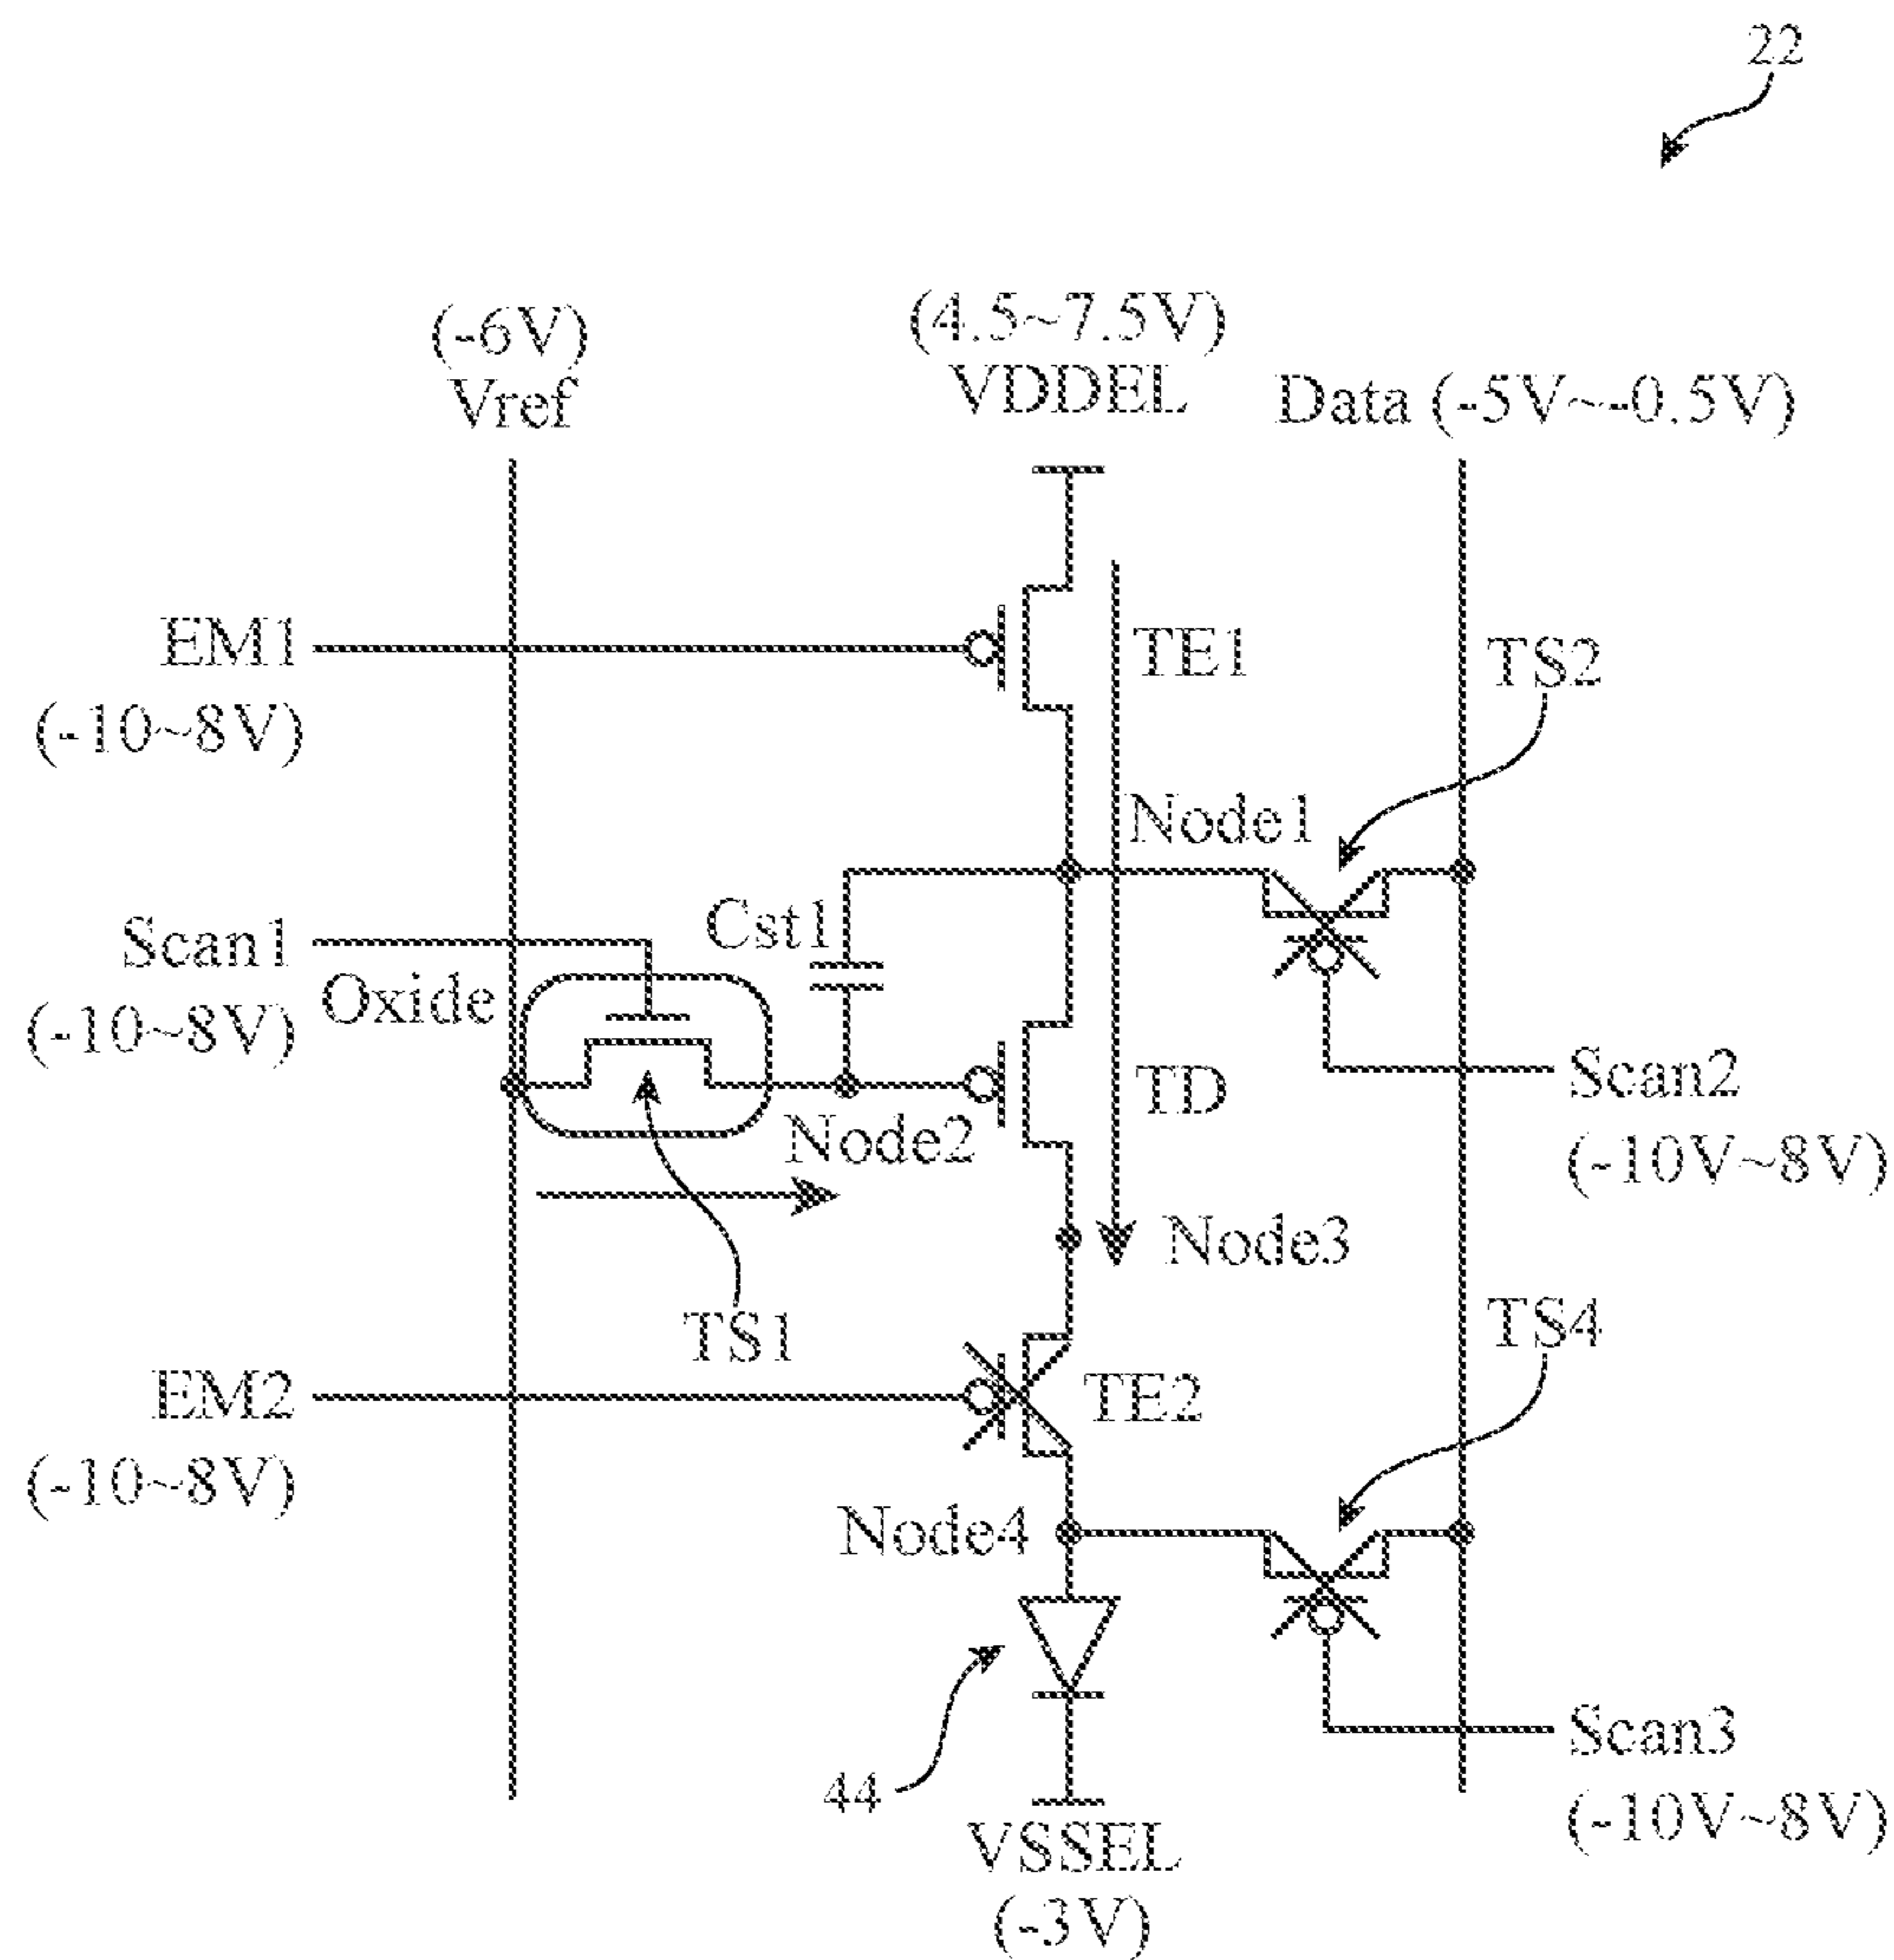 22
(-6V)
Vref
(4.5~7.5V)
VDDEL
Data (-5V~-0.5V)
EM1
(-10~8V)
TE1
TS2
Node1
Scan1
(-10~8V)
Oxide
Cst1
TD
Scan2
(-10V~8V)
Node2
Node3
TS1
TS4
EM2
(-10~8V)
TE2
Node4
44
Scan3
(-10V~8V)
VSSEL
(-3V)